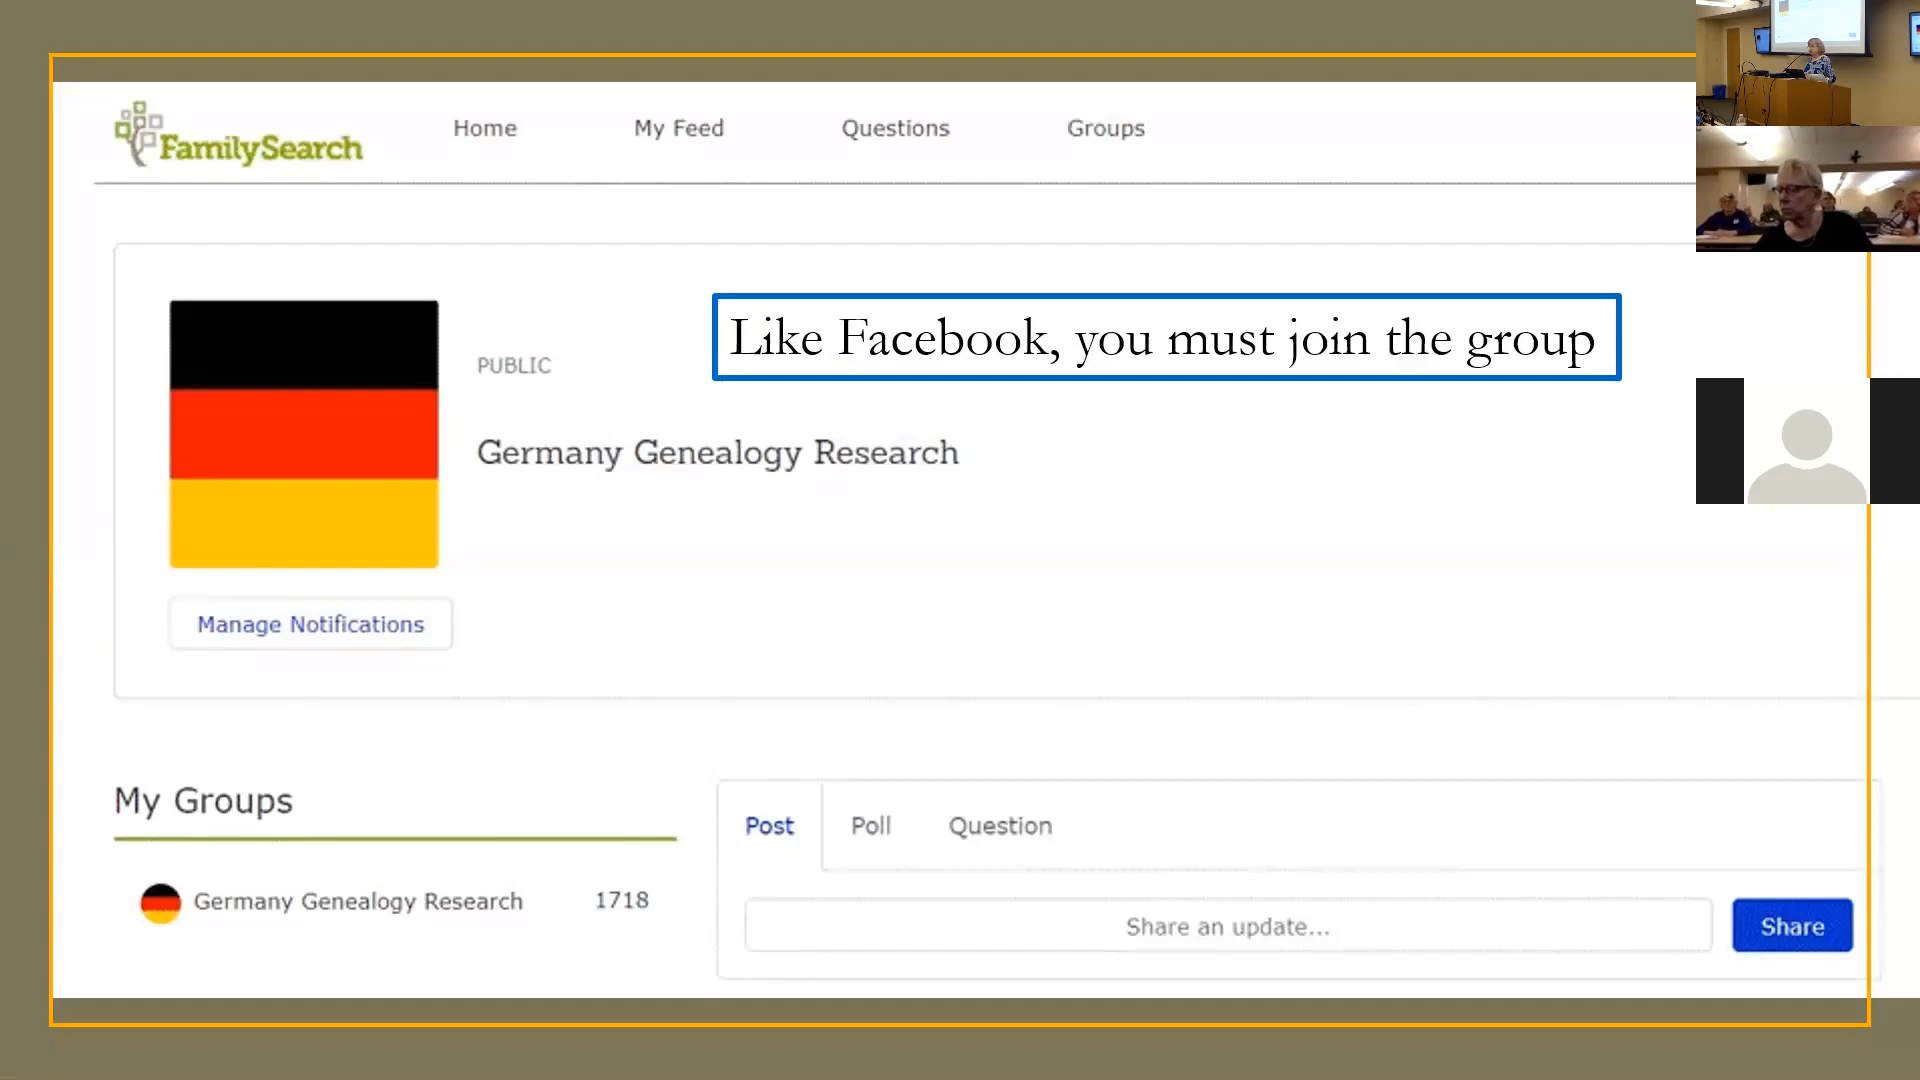 FamilySearch
Home
My Feed
Questions
Groups
Like Facebook, you must join the group
PUBLIC
Germany Genealogy Research
Manage Notifications
My Groups
Germany Genealogy Research 1718
Post
Poll
Question
Share an update...
Share